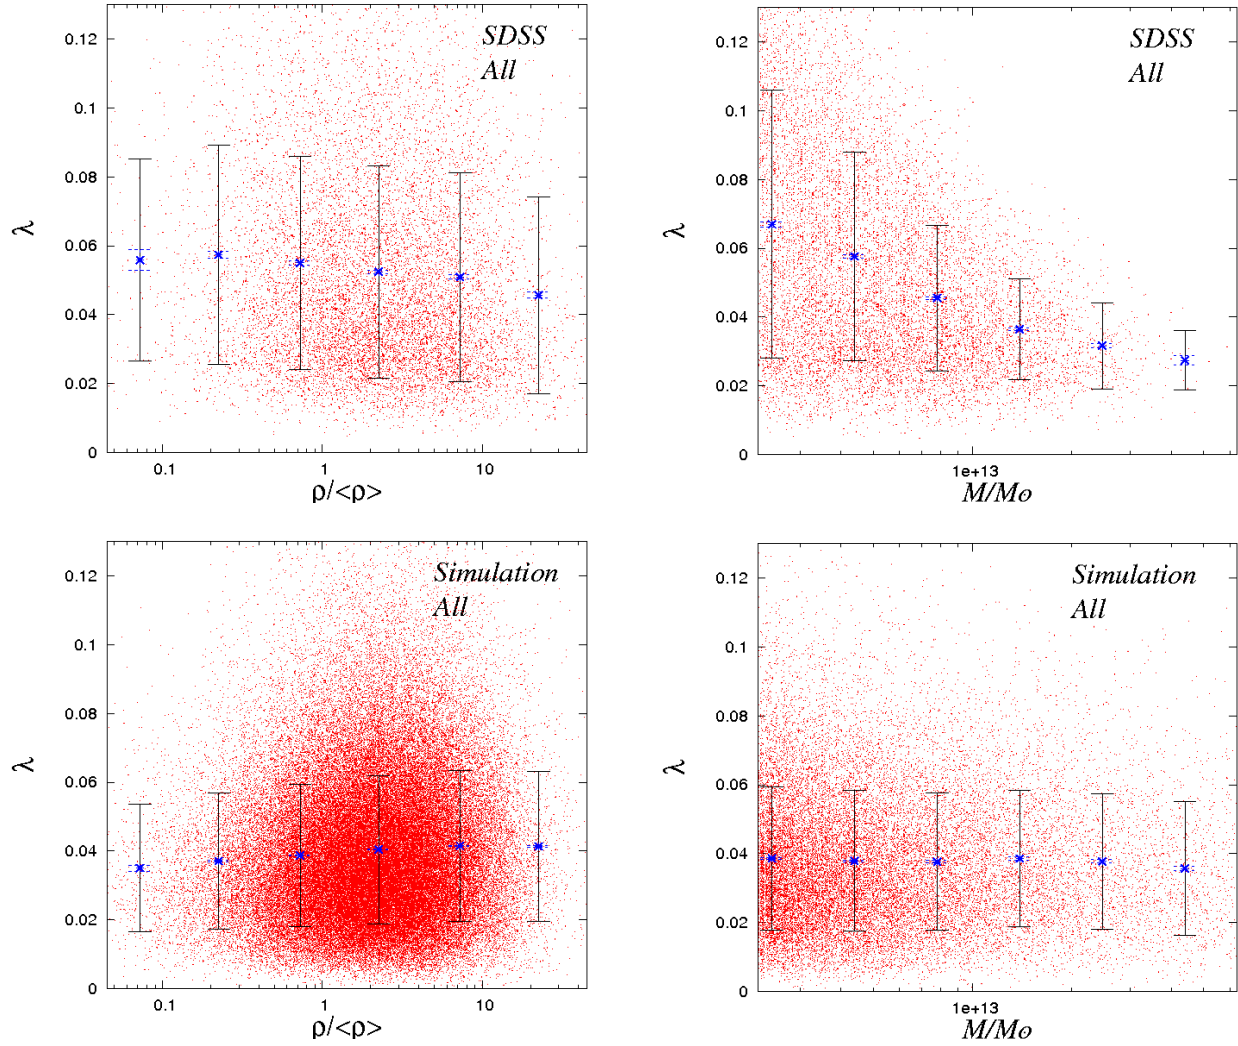 0.12
0.1
0.08
0.06
0.04
0.02
0
λ
SDSS
All
0.1
1
10
ρ/<ρ>
0.12
0.1
0.08
0.06
0.04
0.02
0
λ
SDSS
All
1e+13
M/Mo
0.12
0.1
0.08
0.06
0.04
0.02
0
λ
Simulation
All
0.1
1
10
ρ/<ρ>
0.12
0.1
0.08
0.06
0.04
0.02
0
λ
Simulation
All
1e+13
M/Mo